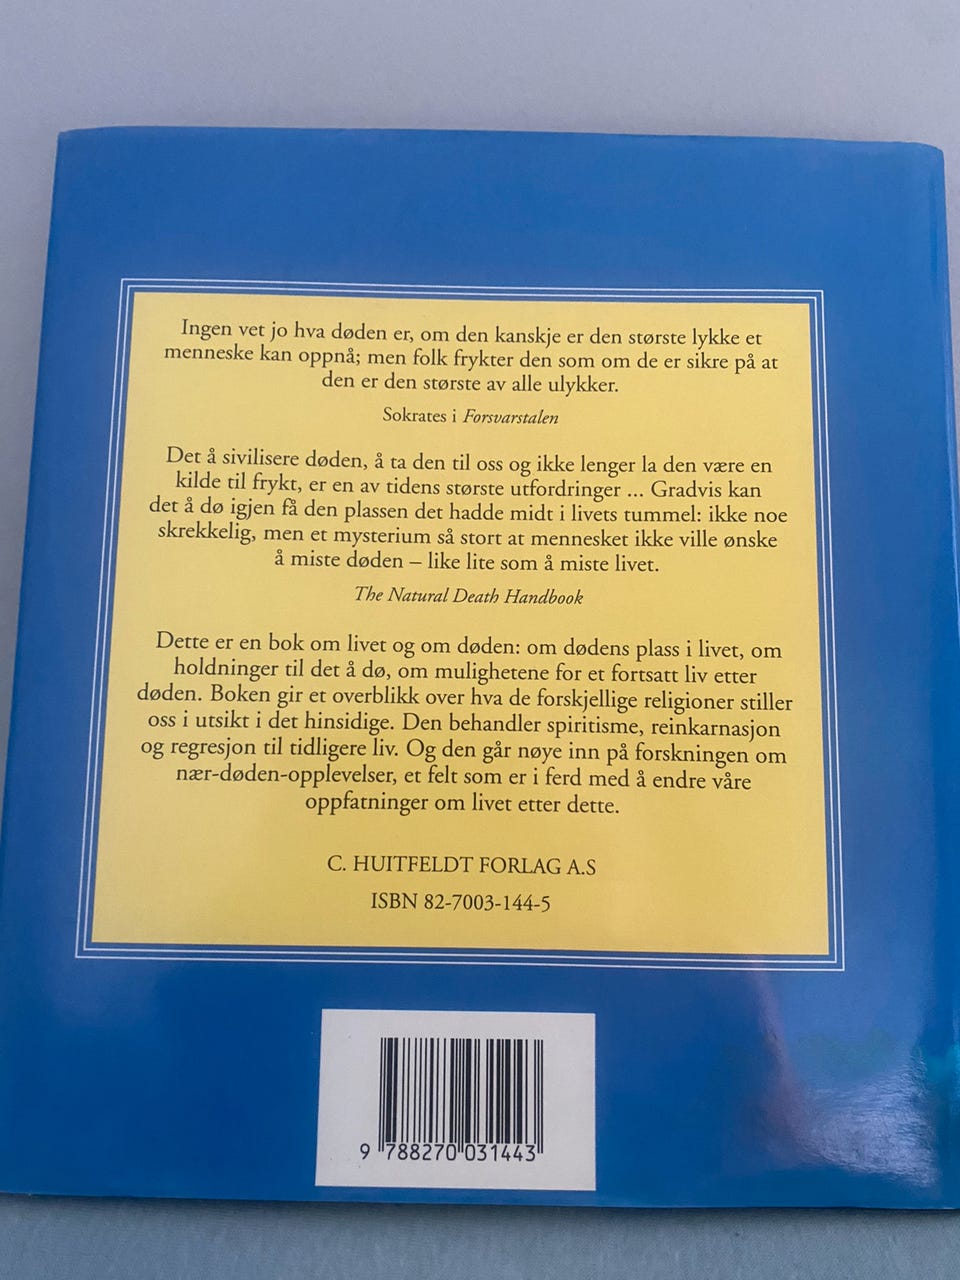 Ingen vet jo hva døden er, om den kanskje er den største lykke et
menneske kan oppnå; men folk frykter den som om de er sikre på at
den er den største av alle ulykker.
Sokrates i Forsvarstalen
Det å sivilisere døden, å ta den til oss og ikke lenger la den være en
kilde til frykt, er en av tidens største utfordringer ... Gradvis kan
det å dø igjen få den plassen det hadde midt i livets tummel: ikke noe
skrekkelig, men et mysterium så stort at mennesket ikke ville ønske
å miste døden – like lite som å miste livet.
The Natural Death Handbook
Dette er en bok om livet og om døden: om dødens plass i livet, om
holdninger til det å dø, om mulighetene for et fortsatt liv etter
døden. Boken gir et overblikk over hva de forskjellige religioner stiller
oss i utsikt i det hinsidige. Den behandler spiritisme, reinkarnasjon
og regresjon til tidligere liv. Og den går nøye inn på forskningen om
nær-døden-opplevelser, et felt som er i ferd med å endre våre
oppfatninger om livet etter dette.
C. HUITFELDT FORLAG A.S
ISBN 82-7003-144-5
9 788270 031443